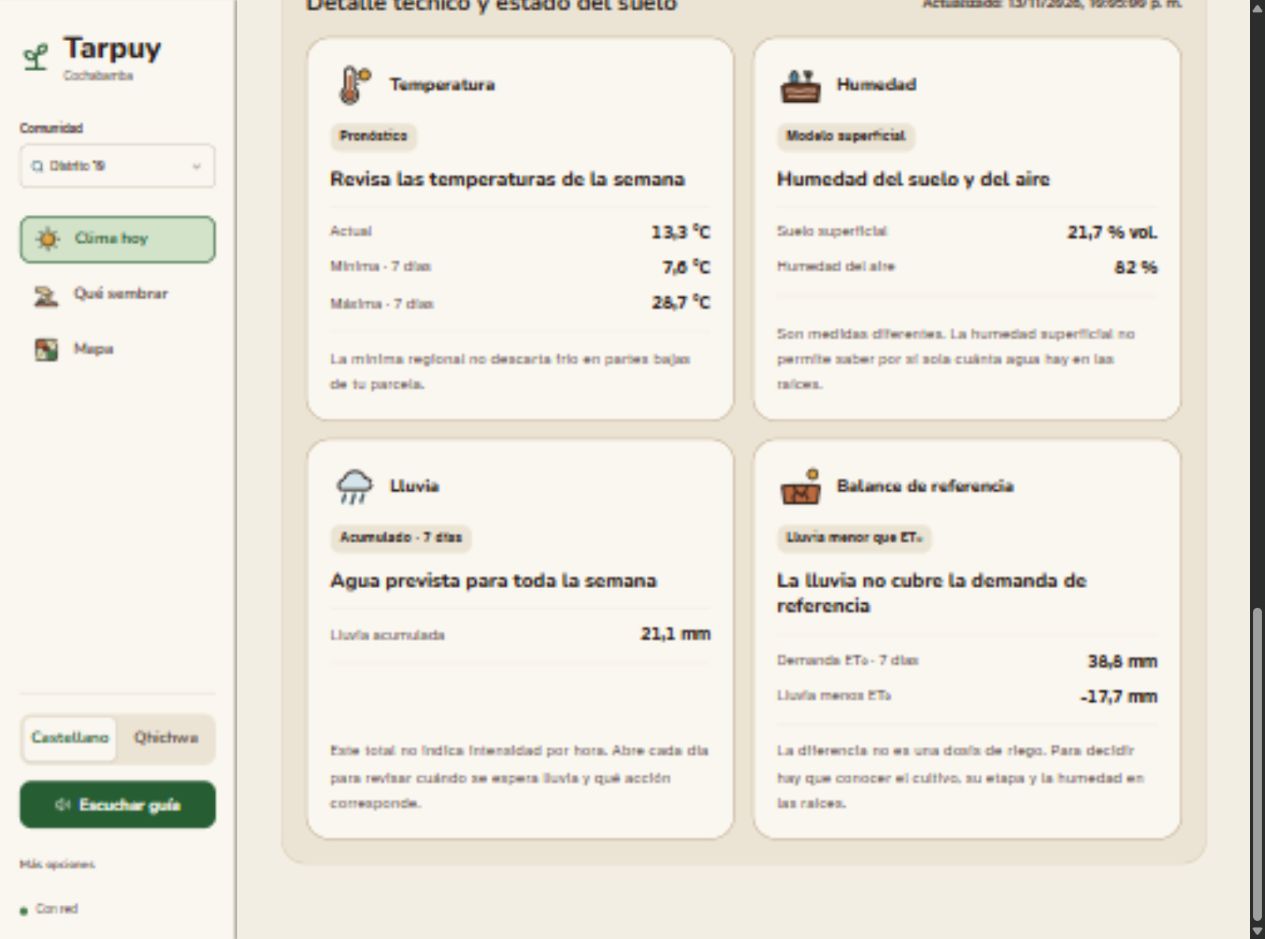 Tarpuy
Cochabamba
Comunidad
Distrito 19
Clima hoy
Qué sembrar
Mapa
Castellano
Qhichwa
Escuchar guía
Más opciones
Con red
Detalle técnico y estado del suelo
Actualizado:
p. m.
Temperatura
Pronóstico
Revisa las temperaturas de la semana
Actual
13,3 °C
Mínima · 7 días
7,6 °C
Máxima · 7 días
28,7 °C
La mínima regional no descarta frío en partes bajas
de tu parcela.
Humedad
Modelo superficial
Humedad del suelo y del aire
Suelo superficial
21,7 % vol.
Humedad del aire
82 %
Son medidas diferentes. La humedad superficial no
permite saber por sí sola cuánta agua hay en las
raíces.
Lluvia
Acumulado · 7 días
Agua prevista para toda la semana
Lluvia acumulada
21,1 mm
Este total no indica intensidad por hora. Abre cada día
para revisar cuándo se espera lluvia y qué acción
corresponde.
Balance de referencia
Lluvia menor que ET₀
La lluvia no cubre la demanda de
referencia
Demanda ET₀ · 7 días
38,8 mm
Lluvia menos ET₀
-17,7 mm
La diferencia no es una dosis de riego. Para decidir
hay que conocer el cultivo, su etapa y la humedad en
las raíces.